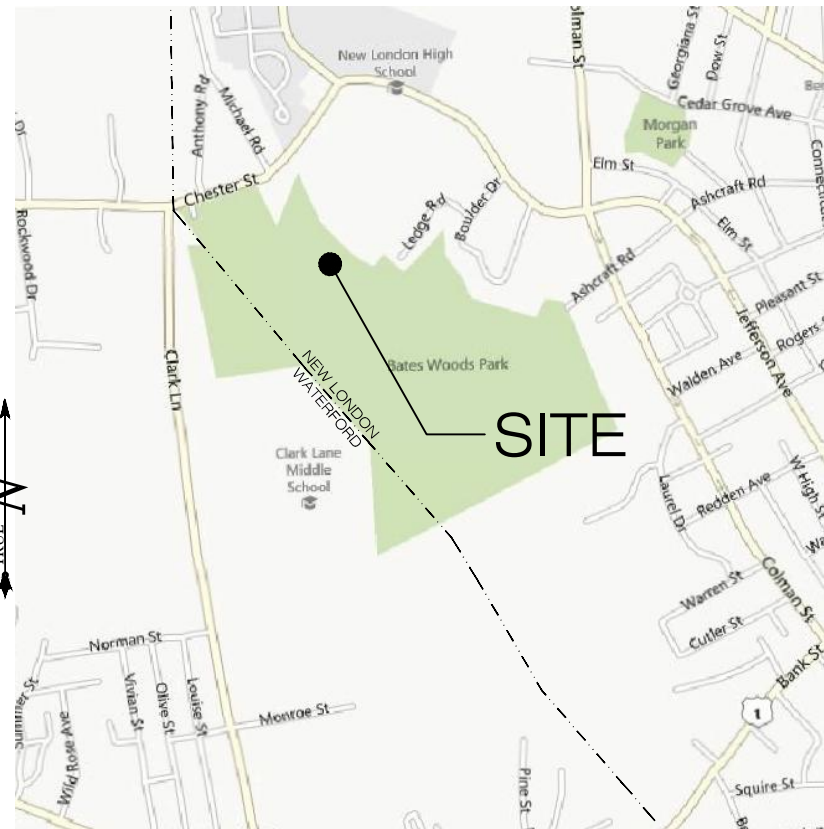 New London High
School
Colman St
Georgiana St
Dow St
Cedar Grove Ave
Morgan
Park
Anthony Rd
Michael Rd
Elm St
Chester St
Ledge Rd
Boulder Dr
Ashcraft Rd
Elm St
Rockwood Dr
Ashcraft Rd
Pleasant St
Jefferson Ave
Rogers
Clark Ln
NEW LONDON
WATERFORD
Bates Woods Park
Walden Ave
SITE
Clark Lane
Middle
School
N
Laurel Dr
Redden Ave
W High St
Colman St
Warren St
Cutler St
Norman St
Bank St
Vivian St
Olive St
Louise St
Wild Rose Ave
Monroe St
1
Pine St
Squire St